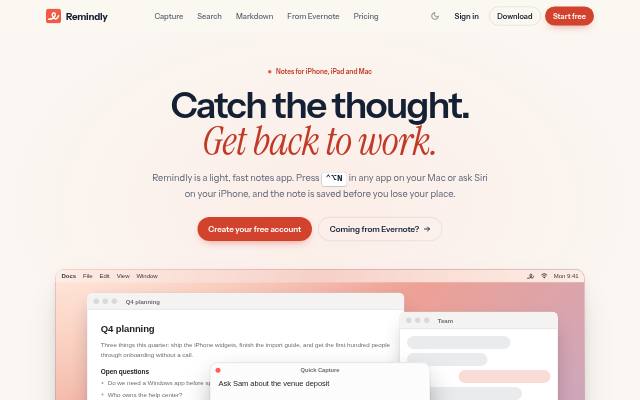 Remindly
Capture Search Markdown From Evernote Pricing Sign in Download Start free
Notes for iPhone, iPad and Mac
Catch the thought.
Get back to work.
Remindly is a light, fast notes app. Press ⌃⌥N in any app on your Mac or ask Siri
on your iPhone, and the note is saved before you lose your place.
Create your free account Coming from Evernote? →
Docs File Edit View Window Mon 9:41
Q4 planning
Q4 planning
Three things this quarter: ship the iPhone widgets, finish the import guide, and get the first hundred people
through onboarding without a call.
Open questions
• Do we need a Windows app before
• Who owns the help center?
Team
Quick Capture
Ask Sam about the venue deposit